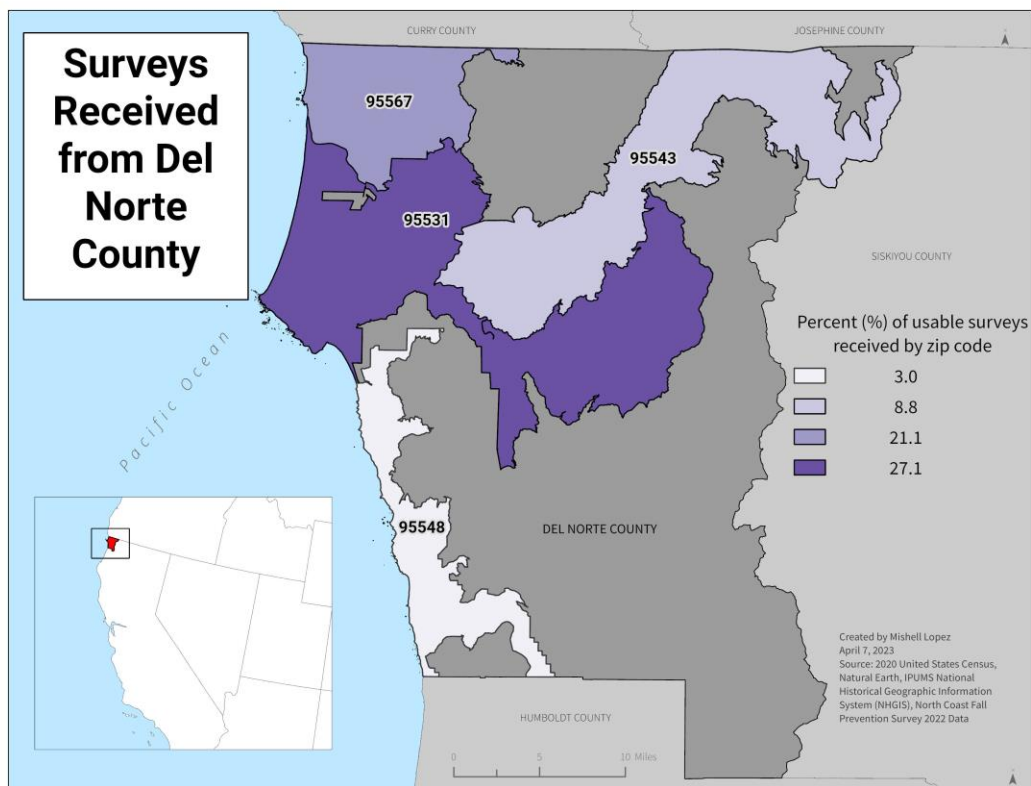 Surveys
Received
from Del
Norte
County
CURRY COUNTY
JOSEPHINE COUNTY
95567
95543
95531
SISKIYOU COUNTY
Percent (%) of usable surveys
received by zip code
3.0
8.8
21.1
27.1
Pacific Ocean
95548
DEL NORTE COUNTY
Created by Mishell Lopez
April 7, 2023
Source: 2020 United States Census,
Natural Earth, IPUMS National
Historical Geographic Information
System (NHGIS), North Coast Fall
Prevention Survey 2022 Data
HUMBOLDT COUNTY
0 5 10 Miles